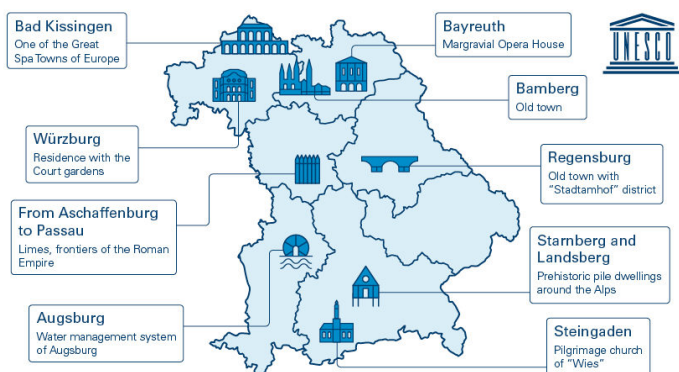 Bad Kissingen
One of the Great
Spa Towns of Europe
Bayreuth
Margravial Opera House
UNESCO
Bamberg
Old town
Würzburg
Residence with the
Court gardens
Regensburg
Old town with
"Stadtamhof" district
From Aschaffenburg
to Passau
Limes, frontiers of the Roman
Empire
Starnberg and
Landsberg
Prehistoric pile dwellings
around the Alps
Augsburg
Water management system
of Augsburg
Steingaden
Pilgrimage church
of "Wies"